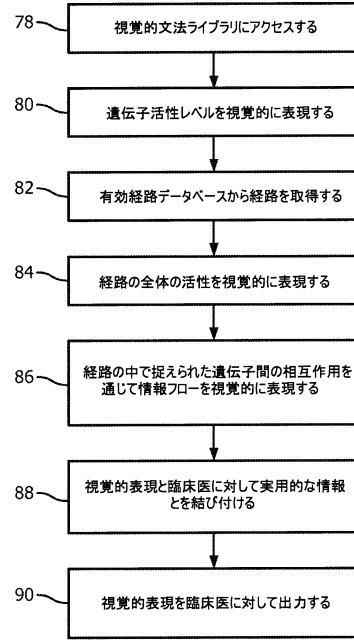 78
視覚的文法ライブラリにアクセスする
80
遺伝子活性レベルを視覚的に表現する
82
有効経路データベースから経路を取得する
84
経路の全体の活性を視覚的に表現する
86
経路の中で捉えられた遺伝子間の相互作用を
通じて情報フローを視覚的に表現する
88
視覚的表現と臨床医に対して実用的な情報
とを結び付ける
90
視覚的表現を臨床医に対して出力する